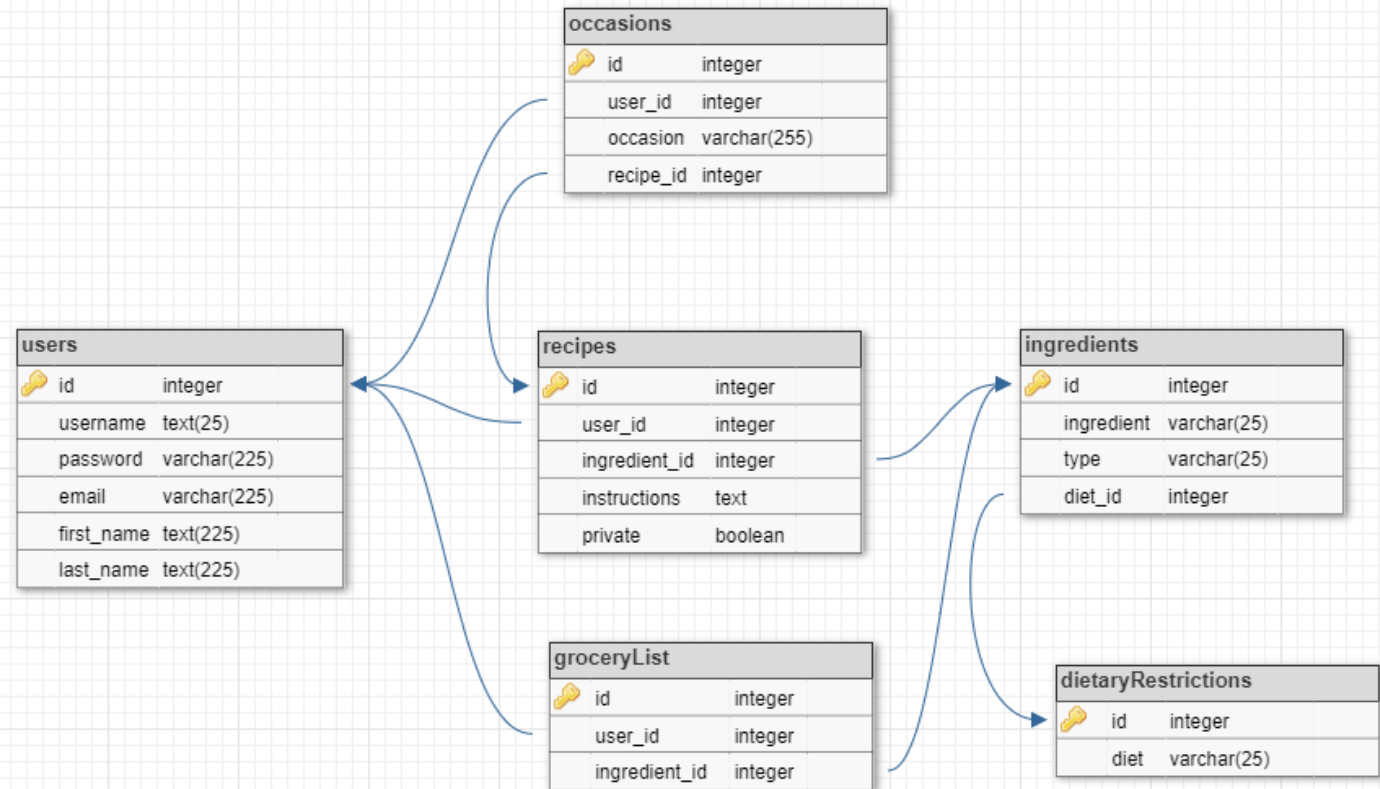 occasions
id integer
user_id integer
occasion varchar(255)
recipe_id integer
users
id integer
username text(25)
password varchar(225)
email varchar(225)
first_name text(225)
last_name text(225)
recipes
id integer
user_id integer
ingredient_id integer
instructions text
private boolean
ingredients
id integer
ingredient varchar(25)
type varchar(25)
diet_id integer
groceryList
id integer
user_id integer
ingredient_id integer
dietaryRestrictions
id integer
diet varchar(25)